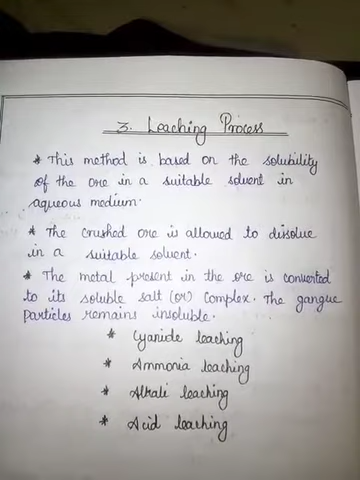 3. Leaching Process
* This method is based on the solubility
of the ore in a suitable solvent in
aqueous medium.
* The crushed ore is allowed to dissolve
in a suitable solvent.
* The metal present in the ore is converted
to its soluble salt (or) complex. The gangue
particles remains insoluble.
* Cyanide leaching
* Ammonia leaching
* Alkali leaching
* Acid leaching